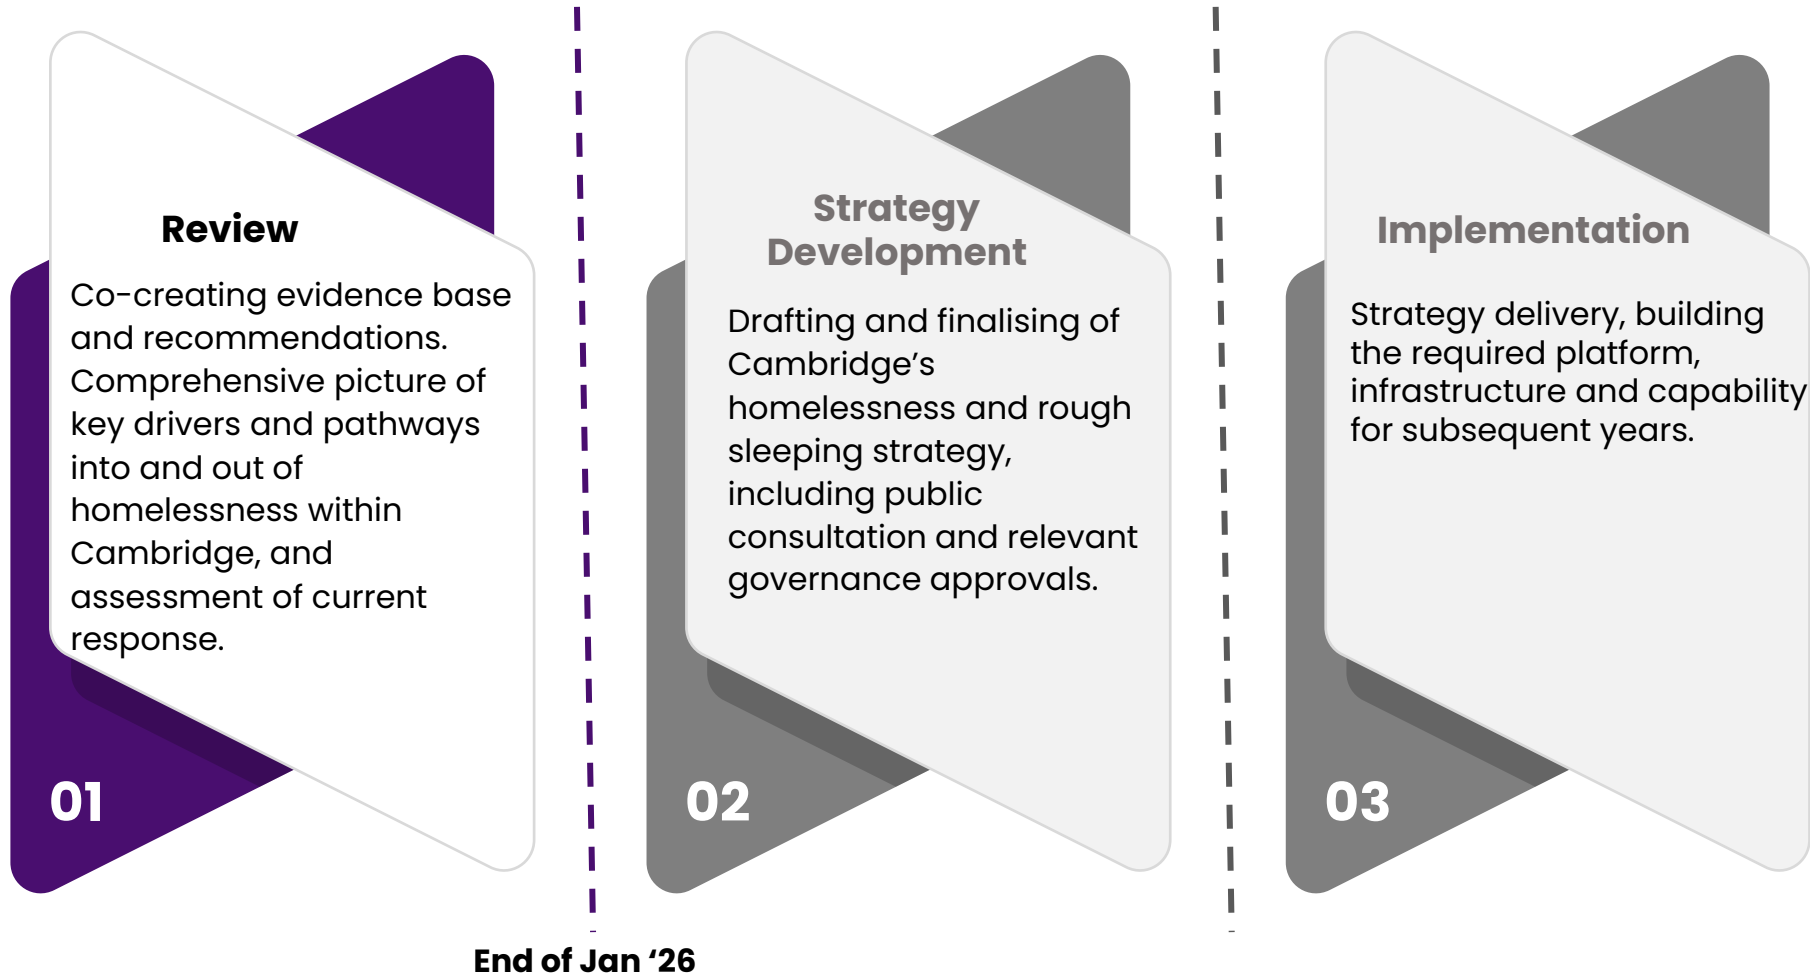 Review
Co-creating evidence base
and recommendations.
Comprehensive picture of
key drivers and pathways
into and out of
homelessness within
Cambridge, and
assessment of current
response.
01
Strategy
Development
Drafting and finalising of
Cambridge’s
homelessness and rough
sleeping strategy,
including public
consultation and relevant
governance approvals.
02
Implementation
Strategy delivery, building
the required platform,
infrastructure and capability
for subsequent years.
03
End of Jan ‘26